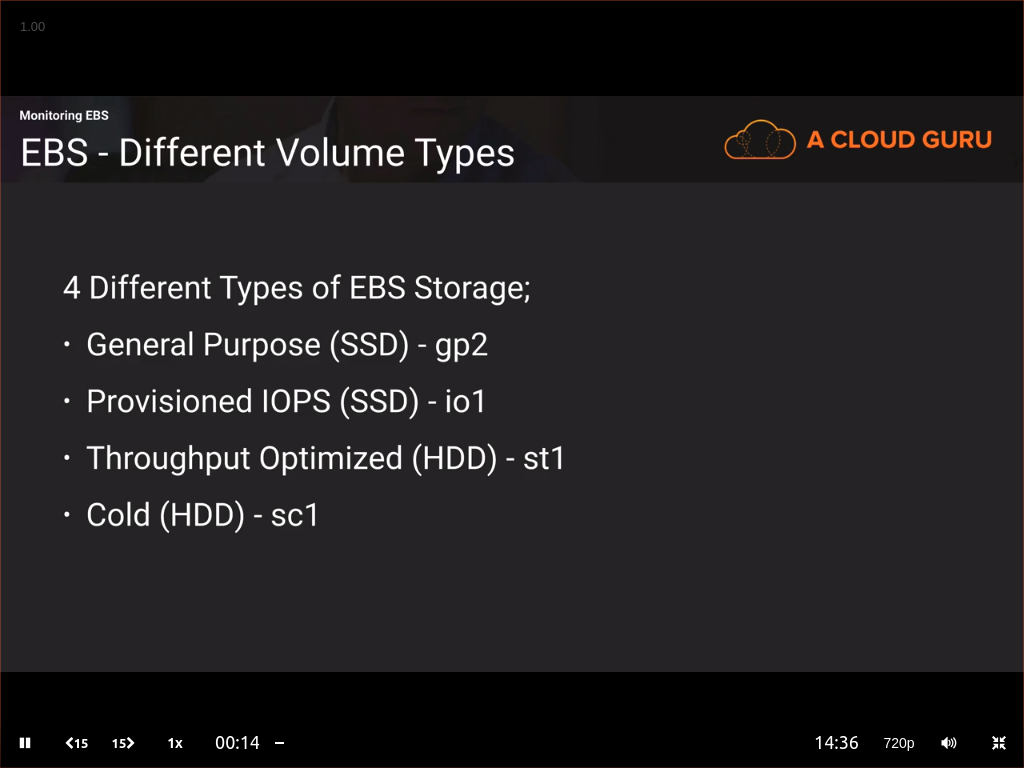 1.00
Monitoring EBS
EBS - Different Volume Types
A CLOUD GURU
4 Different Types of EBS Storage;
• General Purpose (SSD) - gp2
• Provisioned IOPS (SSD) - io1
• Throughput Optimized (HDD) - st1
• Cold (HDD) - sc1
15 15 1x 00:14 14:36 720p